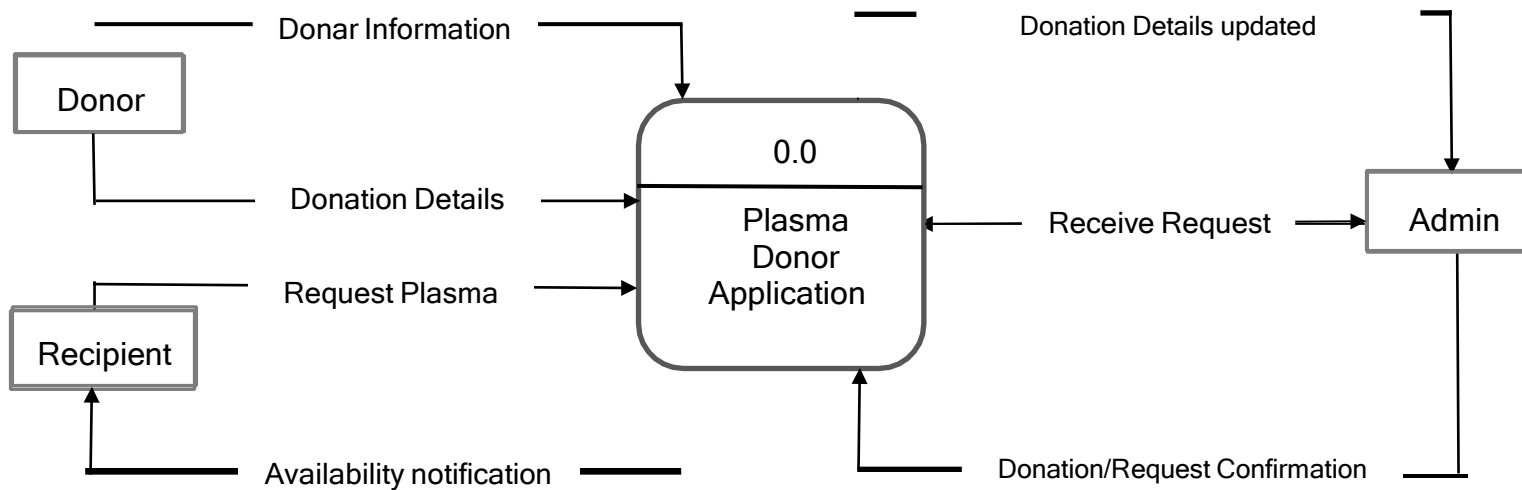 Donar Information
Donation Details updated
Donor
0.0
Donation Details
Plasma
Donor
Application
Receive Request
Admin
Request Plasma
Recipient
Availability notification
Donation/Request Confirmation